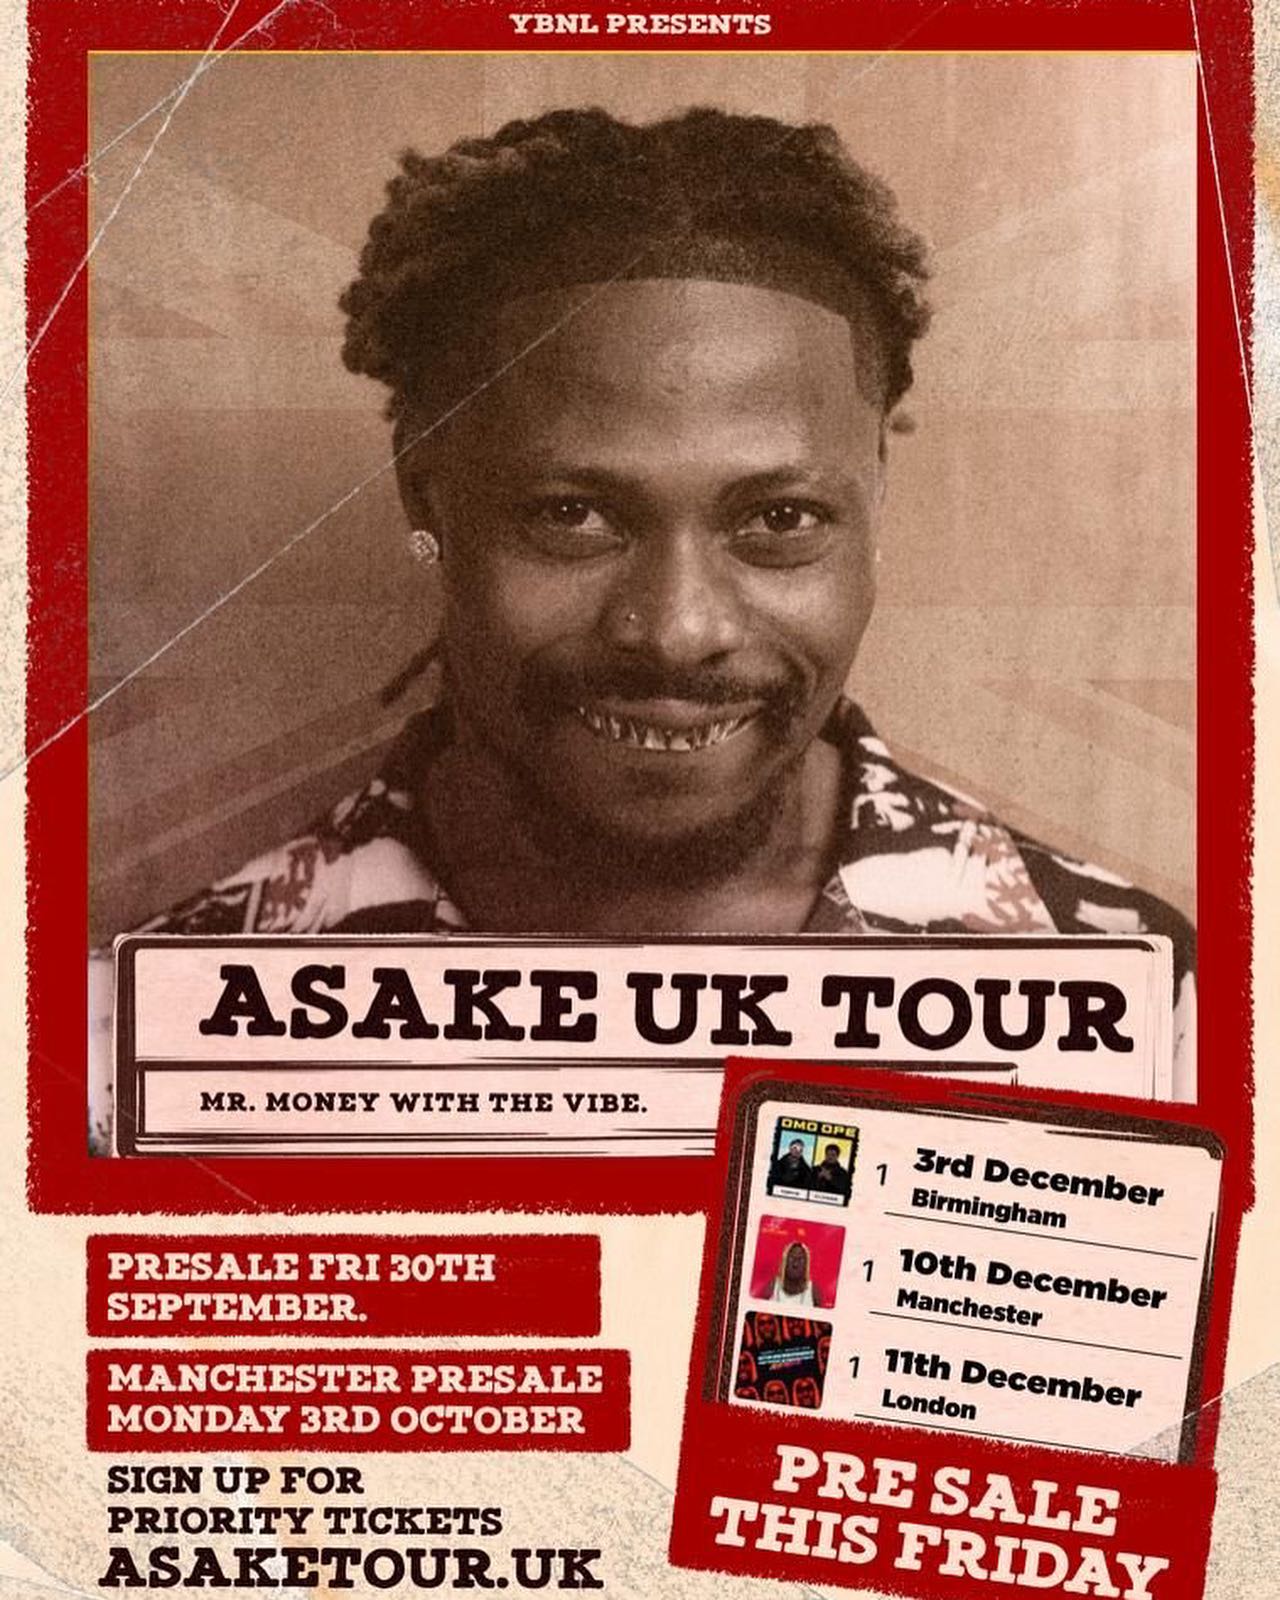 YBNL PRESENTS
ASAKE UK TOUR
MR. MONEY WITH THE VIBE.
OMO OPE
1 3rd December
Birmingham
1 10th December
Manchester
1 11th December
London
PRE SALE
THIS FRIDAY
PRESALE FRI 30TH
SEPTEMBER.
MANCHESTER PRESALE
MONDAY 3RD OCTOBER
SIGN UP FOR
PRIORITY TICKETS
ASAKETOUR.UK